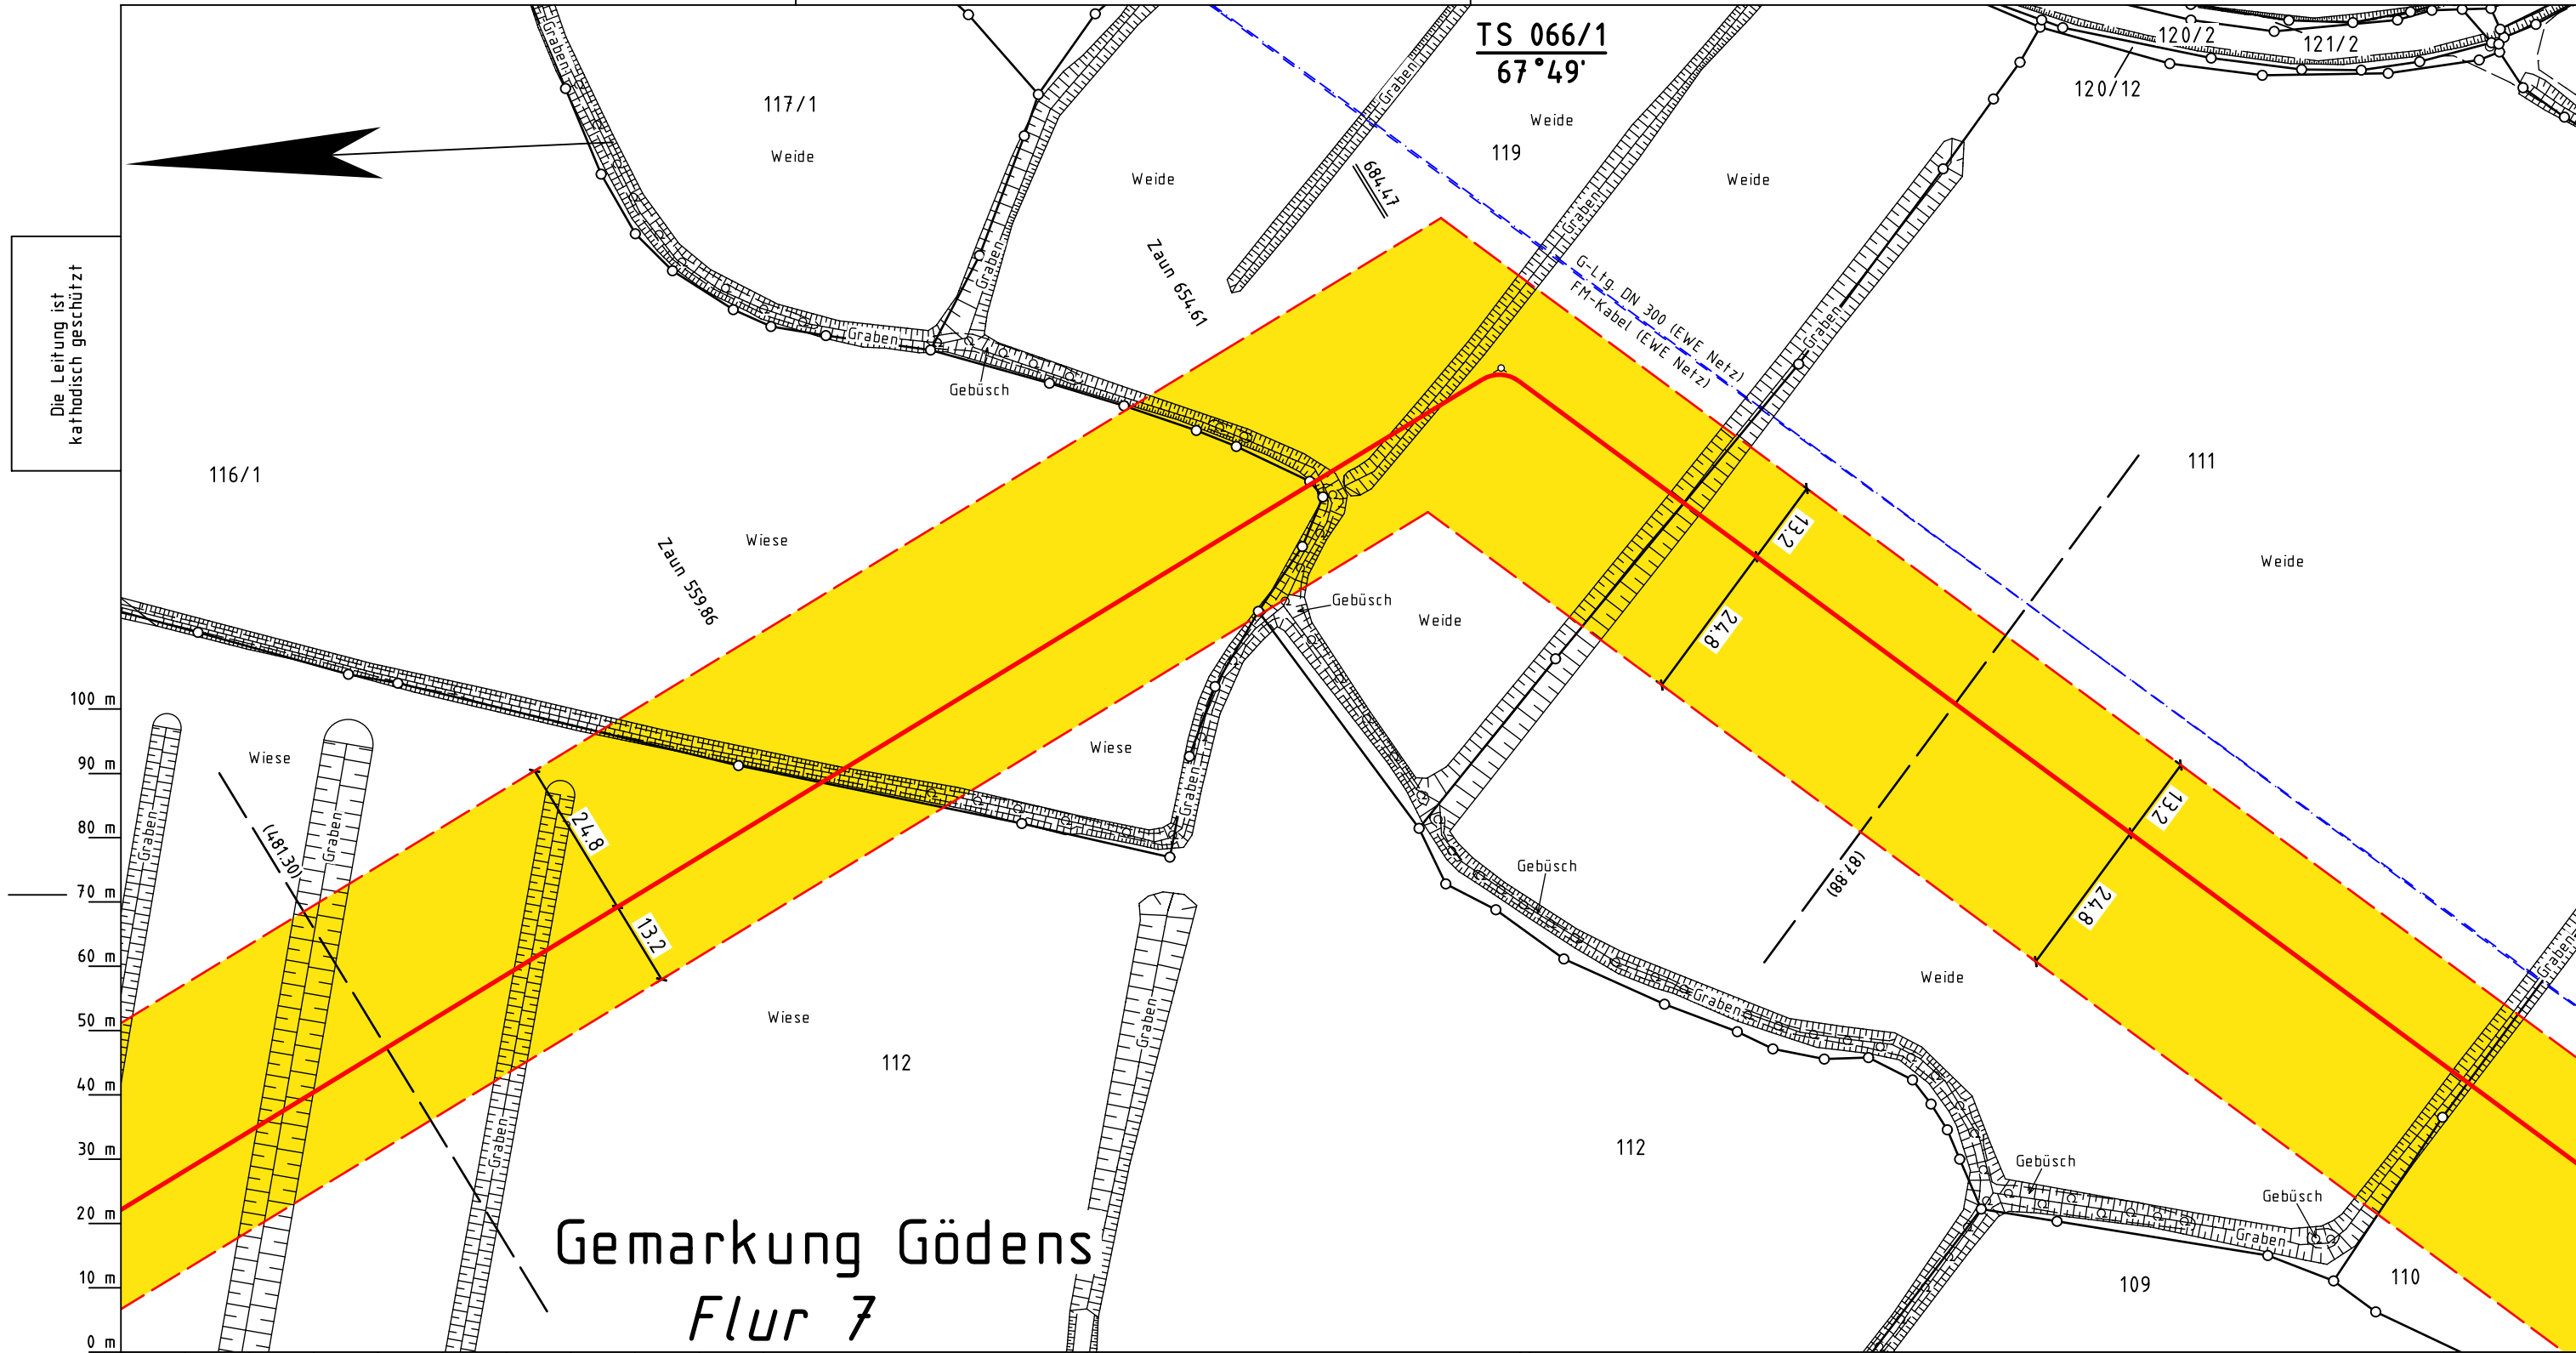 TS 066/1
67°49'
120/2
121/2
120/12
Graben
117/1
Weide
Weide
Graben
Weide
119
684.47
Weide
Graben
Graben
Graben
Die Leitung ist
kathodisch geschützt
Zaun 654.61
G-Ltg. DN 300 (EWE Netz)
FM-Kabel (EWE Netz)
Graben
Graben
Gebüsch
116/1
111
Wiese
13.2
Weide
Zaun 559.86
Gebüsch
Weide
24.8
100 m
90 m
80 m
70 m
60 m
50 m
40 m
30 m
20 m
10 m
0 m
Wiese
Wiese
Graben
Graben
Graben
(481.30)
24.8
13.2
13.2
24.8
Gebüsch
(87.88)
Weide
Graben
Graben
Wiese
Graben
112
Graben
112
Gebüsch
Gebüsch
Graben
109
110
Gemarkung Gödens
Flur 7